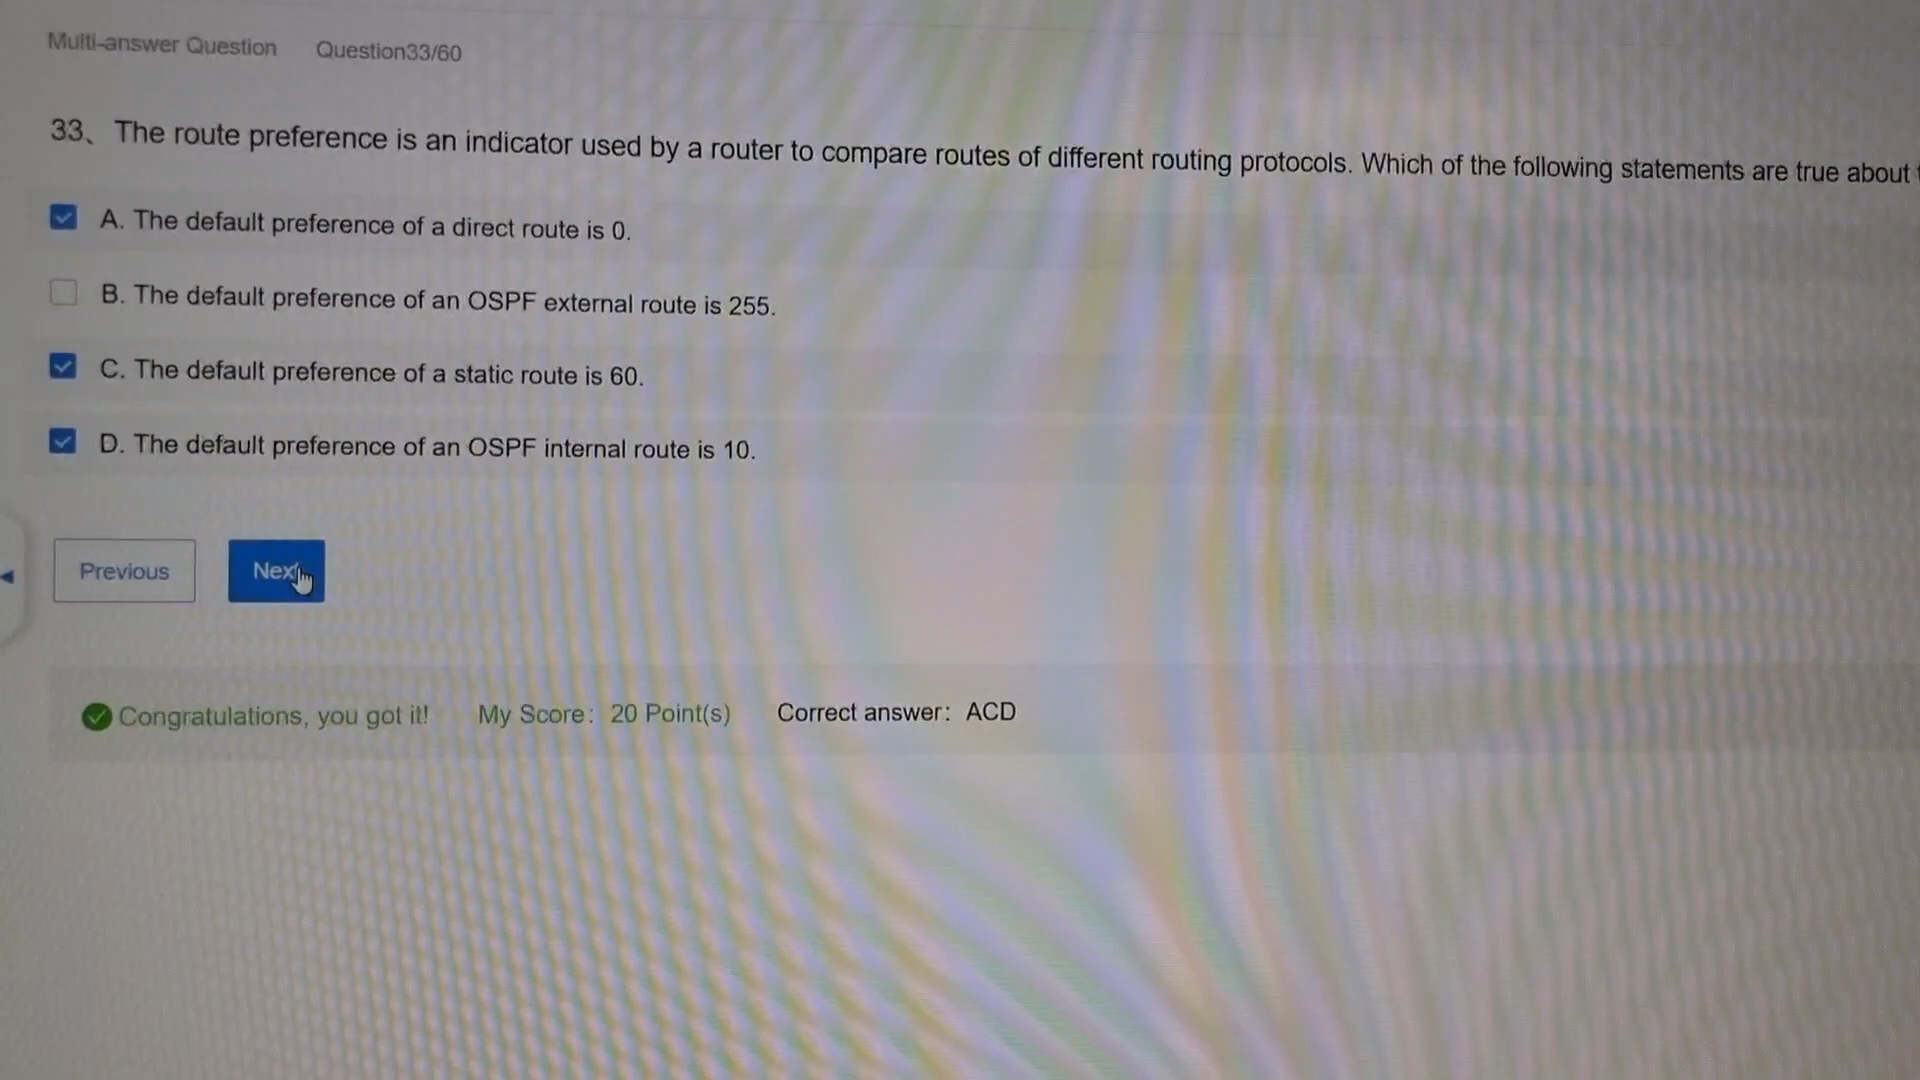 Multi-answer Question Question33/60
33、The route preference is an indicator used by a router to compare routes of different routing protocols. Which of the following statements are true about
A. The default preference of a direct route is 0.
B. The default preference of an OSPF external route is 255.
C. The default preference of a static route is 60.
D. The default preference of an OSPF internal route is 10.
Previous Next
Congratulations, you got it! My Score: 20 Point(s) Correct answer: ACD